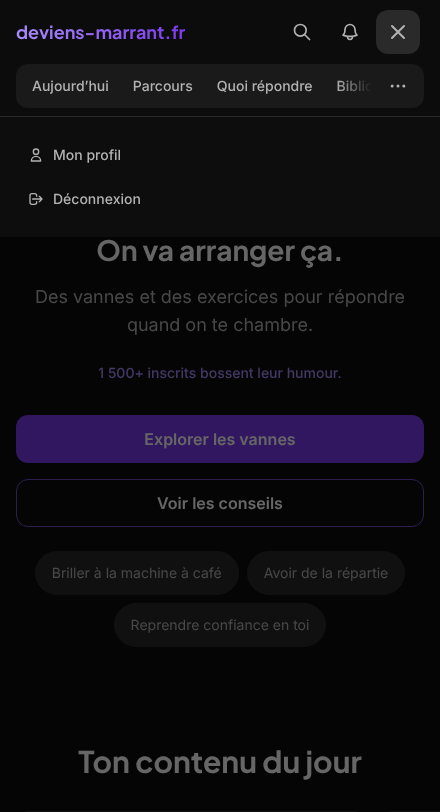 deviens-marrant.fr
Aujourd'hui Parcours Quoi répondre
Mon profil
Déconnexion
On va arranger ça.
Des vannes et des exercices pour répondre
quand on te chambre.
1 500+ inscrits bossent leur humour.
Explorer les vannes
Voir les conseils
Briller à la machine à café Avoir de la répartie
Reprendre confiance en toi
Ton contenu du jour